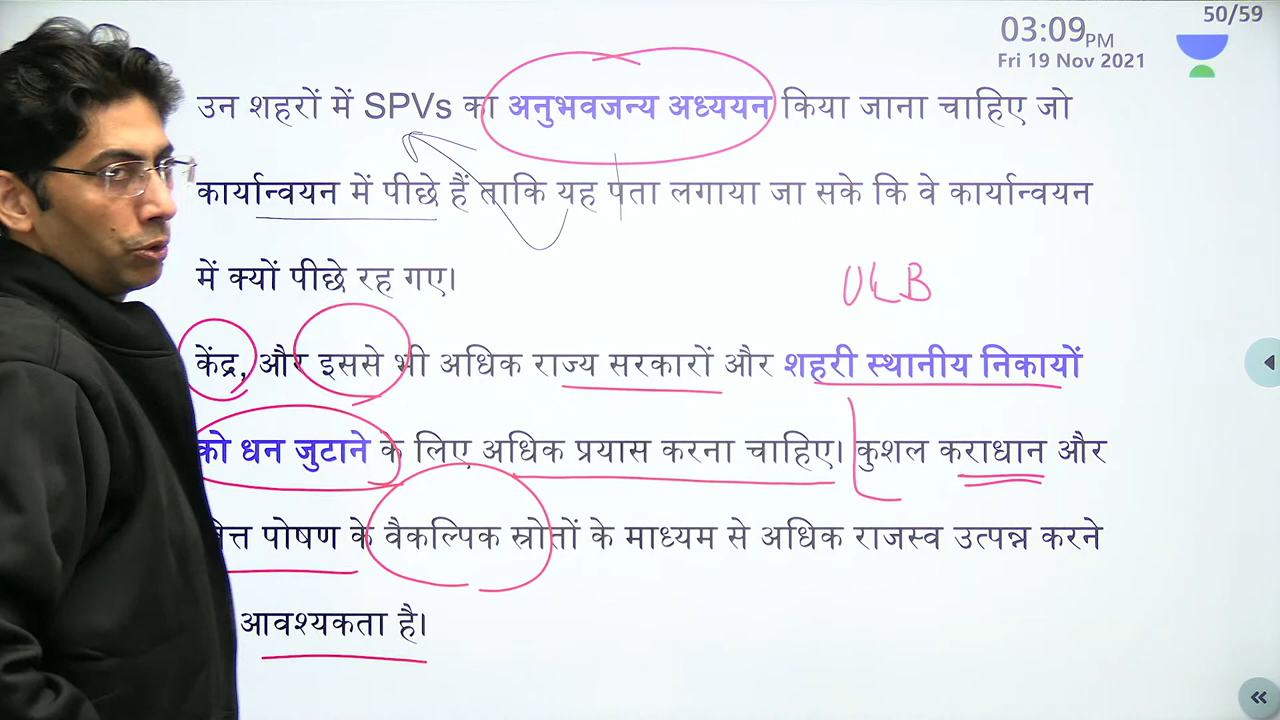 50/59
03:09 PM
Fri 19 Nov 2021
उन शहरों में SPVs का अनुभवजन्य अध्ययन किया जाना चाहिए जो
कार्यान्वयन में पीछे हैं ताकि यह पता लगाया जा सके कि वे कार्यान्वयन
में क्यों पीछे रह गए।
ULB
केंद्र, और इससे भी अधिक राज्य सरकारों और शहरी स्थानीय निकायों
को धन जुटाने के लिए अधिक प्रयास करना चाहिए। कुशल कराधान और
पोषण के वैकल्पिक स्रोतों के माध्यम से अधिक राजस्व उत्पन्न करने
आवश्यकता है।